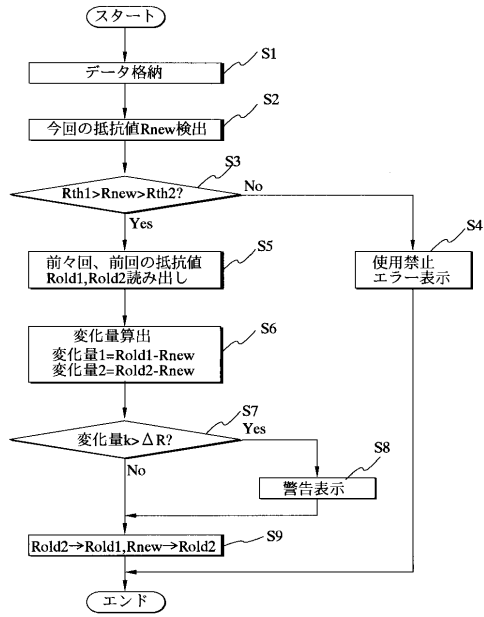 スタート
S1
データ格納
S2
今回の抵抗値Rnew検出
S3
Rth1>Rnew>Rth2?
No
Yes
S4
使用禁止
エラー表示
S5
前々回、前回の抵抗値
Rold1,Rold2読み出し
S6
変化量算出
変化量1=Rold1-Rnew
変化量2=Rold2-Rnew
S7
変化量k>ΔR?
Yes
No
S8
警告表示
S9
Rold2→Rold1,Rnew→Rold2
エンド